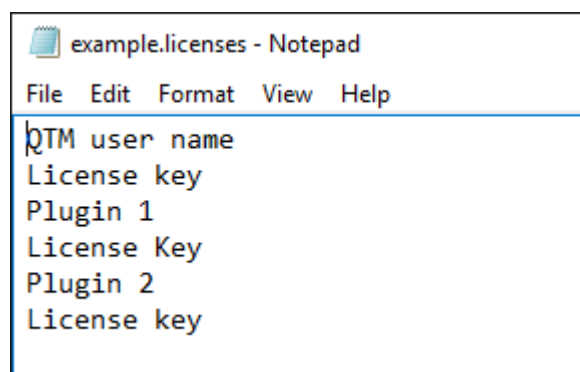 example.licenses - Notepad
File Edit Format View Help
QTM user name
License key
Plugin 1
License Key
Plugin 2
License key